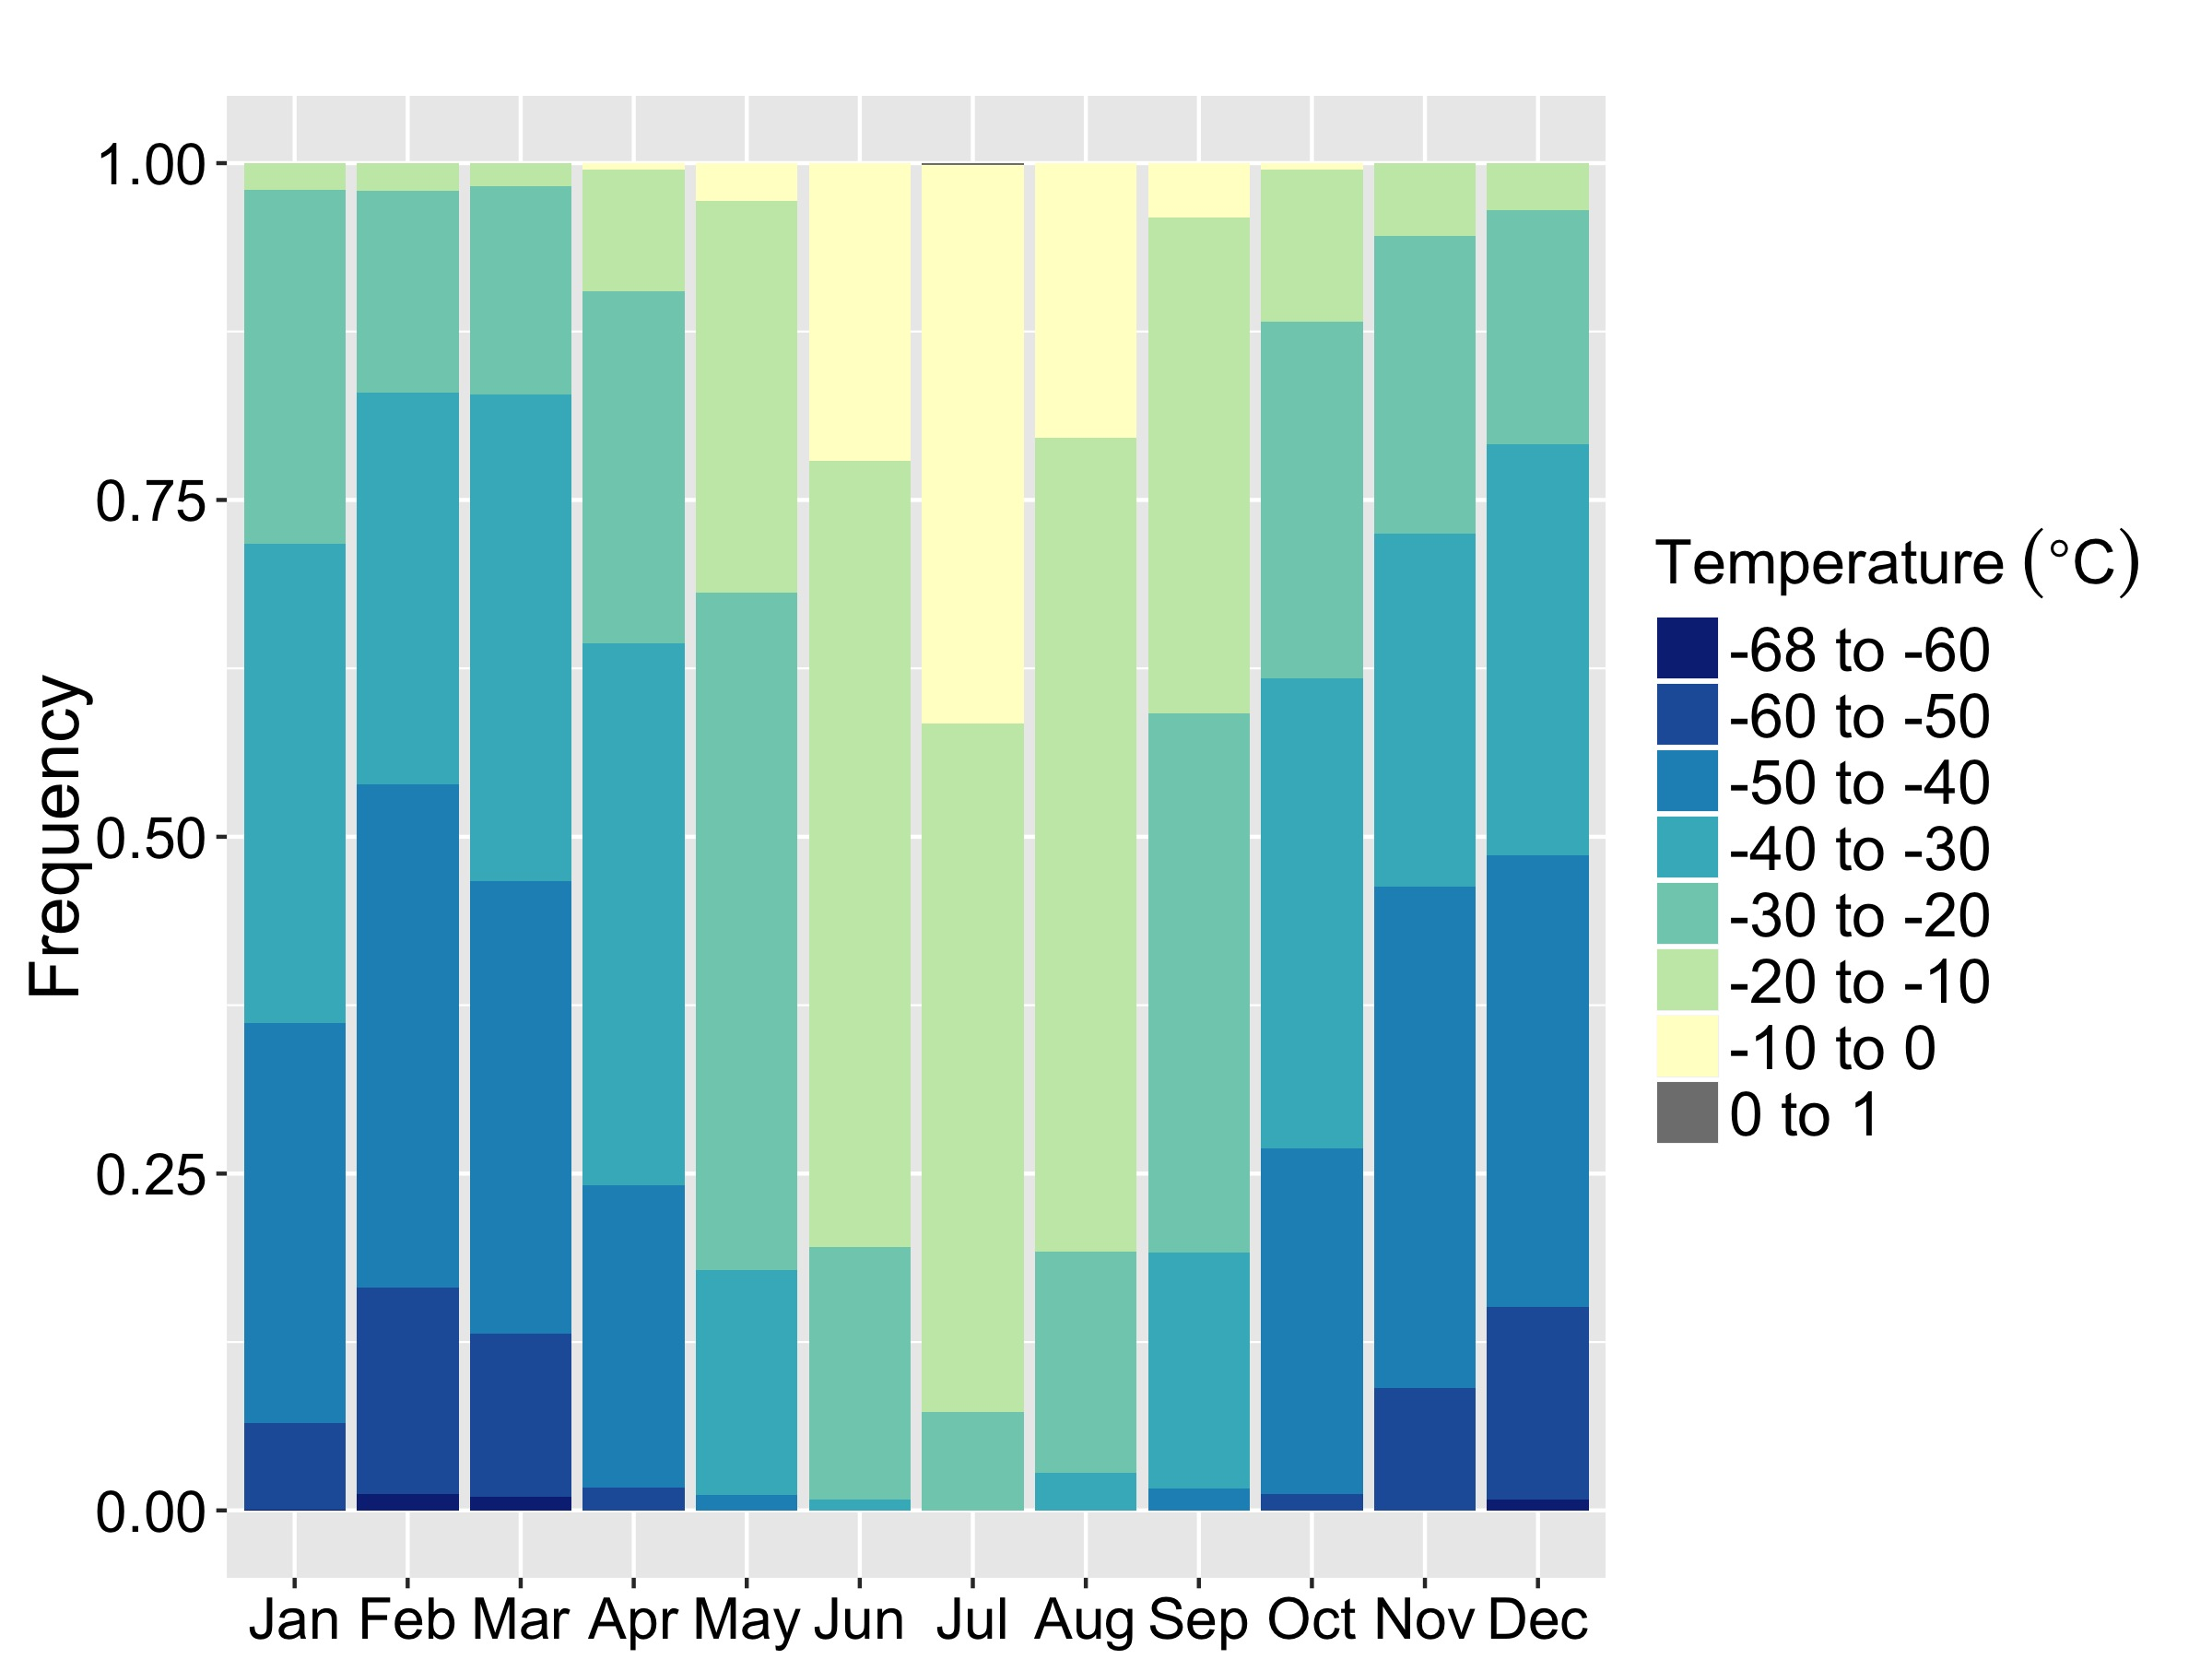 1.00
0.75
0.50
0.25
0.00
Frequency
Jan Feb Mar Apr May Jun Jul Aug Sep Oct Nov Dec
Temperature (°C)
-68 to -60
-60 to -50
-50 to -40
-40 to -30
-30 to -20
-20 to -10
-10 to 0
0 to 1